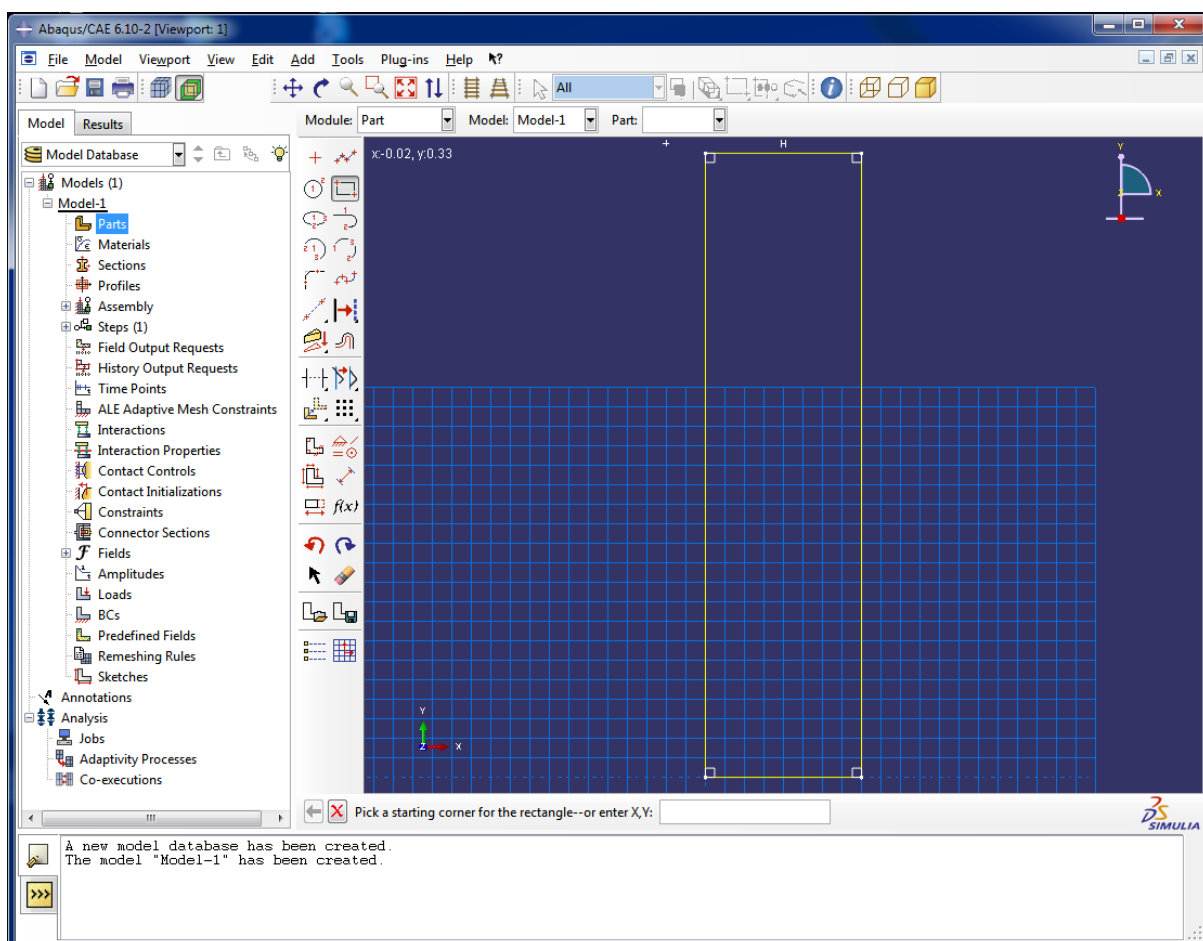 Abaqus/CAE 6.10-2 [Viewport: 1]
File Model Viewport View Edit Add Tools Plug-ins Help
All
Model Results
Module: Part Model: Model-1 Part:
Model Database
Models (1)
Model-1
Parts
Materials
Sections
Profiles
Assembly
Steps (1)
Field Output Requests
History Output Requests
Time Points
ALE Adaptive Mesh Constraints
Interactions
Interaction Properties
Contact Controls
Contact Initializations
Constraints
Connector Sections
Fields
Amplitudes
Loads
BCs
Predefined Fields
Remeshing Rules
Sketches
Annotations
Analysis
Jobs
Adaptivity Processes
Co-executions
f(x)
x:-0.02, y:0.33
H
Y
Z X
Y
Z X
Pick a starting corner for the rectangle--or enter X,Y:
SIMULIA
A new model database has been created.
The model "Model-1" has been created.
>>>